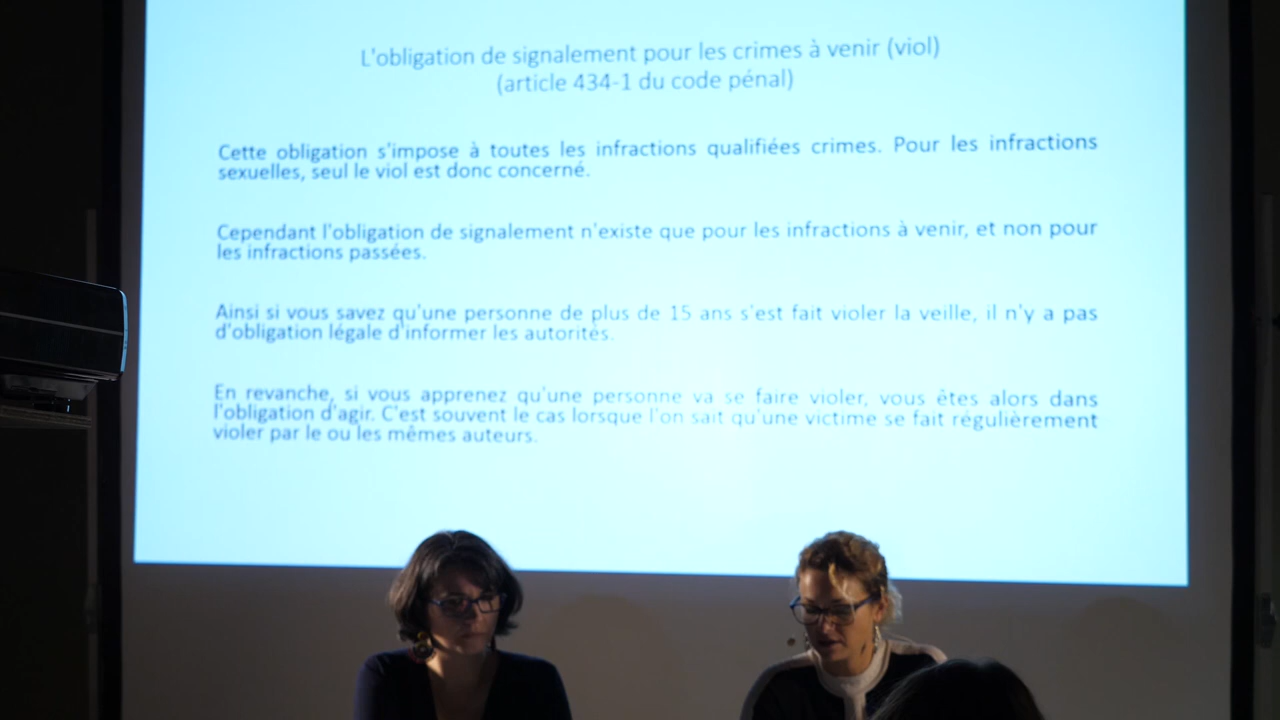 L'obligation de signalement pour les crimes à venir (viol)
(article 434-1 du code pénal)
Cette obligation s'impose à toutes les infractions qualifiées crimes. Pour les infractions
sexuelles, seul le viol est donc concerné.
Cependant l'obligation de signalement n'existe que pour les infractions à venir, et non pour
les infractions passées.
Ainsi si vous savez qu'une personne de plus de 15 ans s'est fait violer la veille, il n'y a pas
d'obligation légale d'informer les autorités.
En revanche, si vous apprenez qu'une personne va se faire violer, vous êtes alors dans
l'obligation d'agir. C'est souvent le cas lorsque l'on sait qu'une victime se fait régulièrement
violer par le ou les mêmes auteurs.